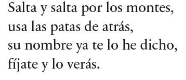 Salta y salta por los montes,
usa las patas de atrás,
su nombre ya te lo he dicho,
fíjate y lo verás.